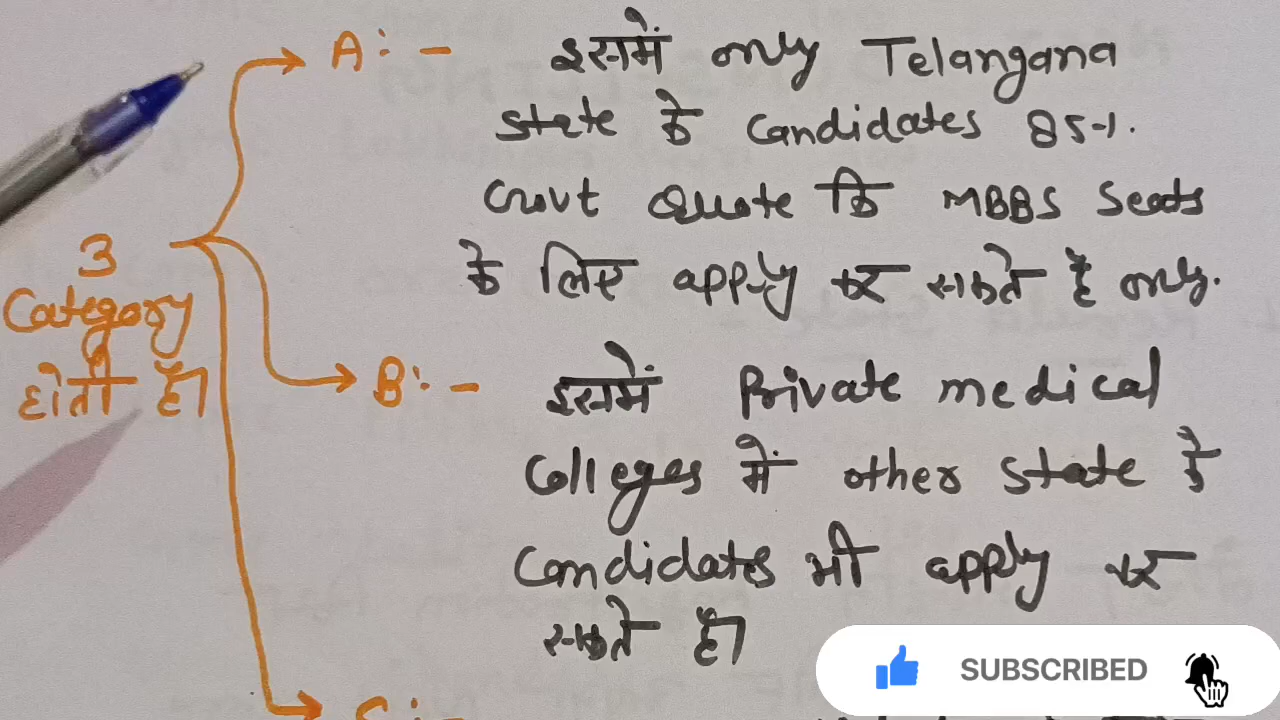 3
Category
होती है।
A:- इसमें only Telangana
state के candidates 85%.
Govt Quote कि MBBS Seats
के लिए apply कर सकते है only.
B:- इसमें Private medical
Colleges में other state के
Candidates भी apply कर
सकते है।
C:-
SUBSCRIBED